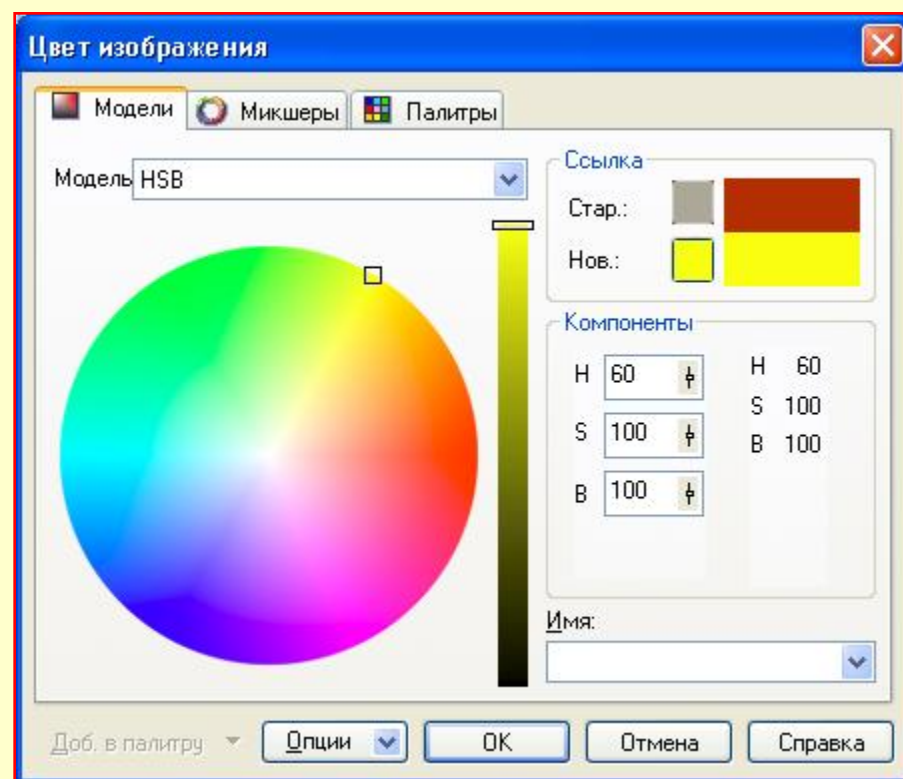 Цвет изображения
Модели Микшеры Палитры
Модель HSB
Ссылка
Стар.:
Нов.:
Компоненты
H 60 H 60
S 100 S 100
B 100 B 100
Имя:
Доб. в палитру Опции OK Отмена Справка